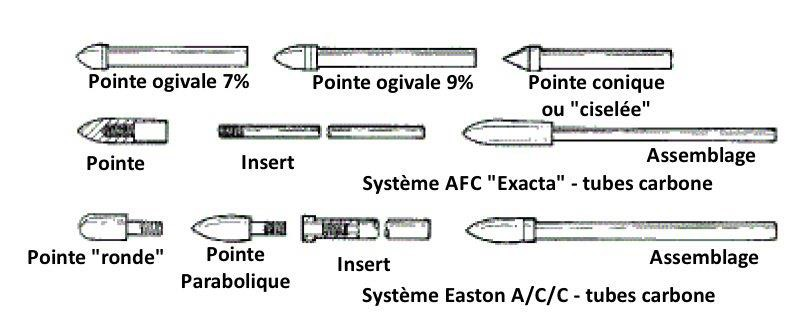 Pointe ogivale 7%
Pointe ogivale 9%
Pointe conique
ou "ciselée"
Pointe
Insert
Assemblage
Système AFC "Exacta" - tubes carbone
Pointe "ronde"
Pointe
Parabolique
Insert
Assemblage
Système Easton A/C/C - tubes carbone